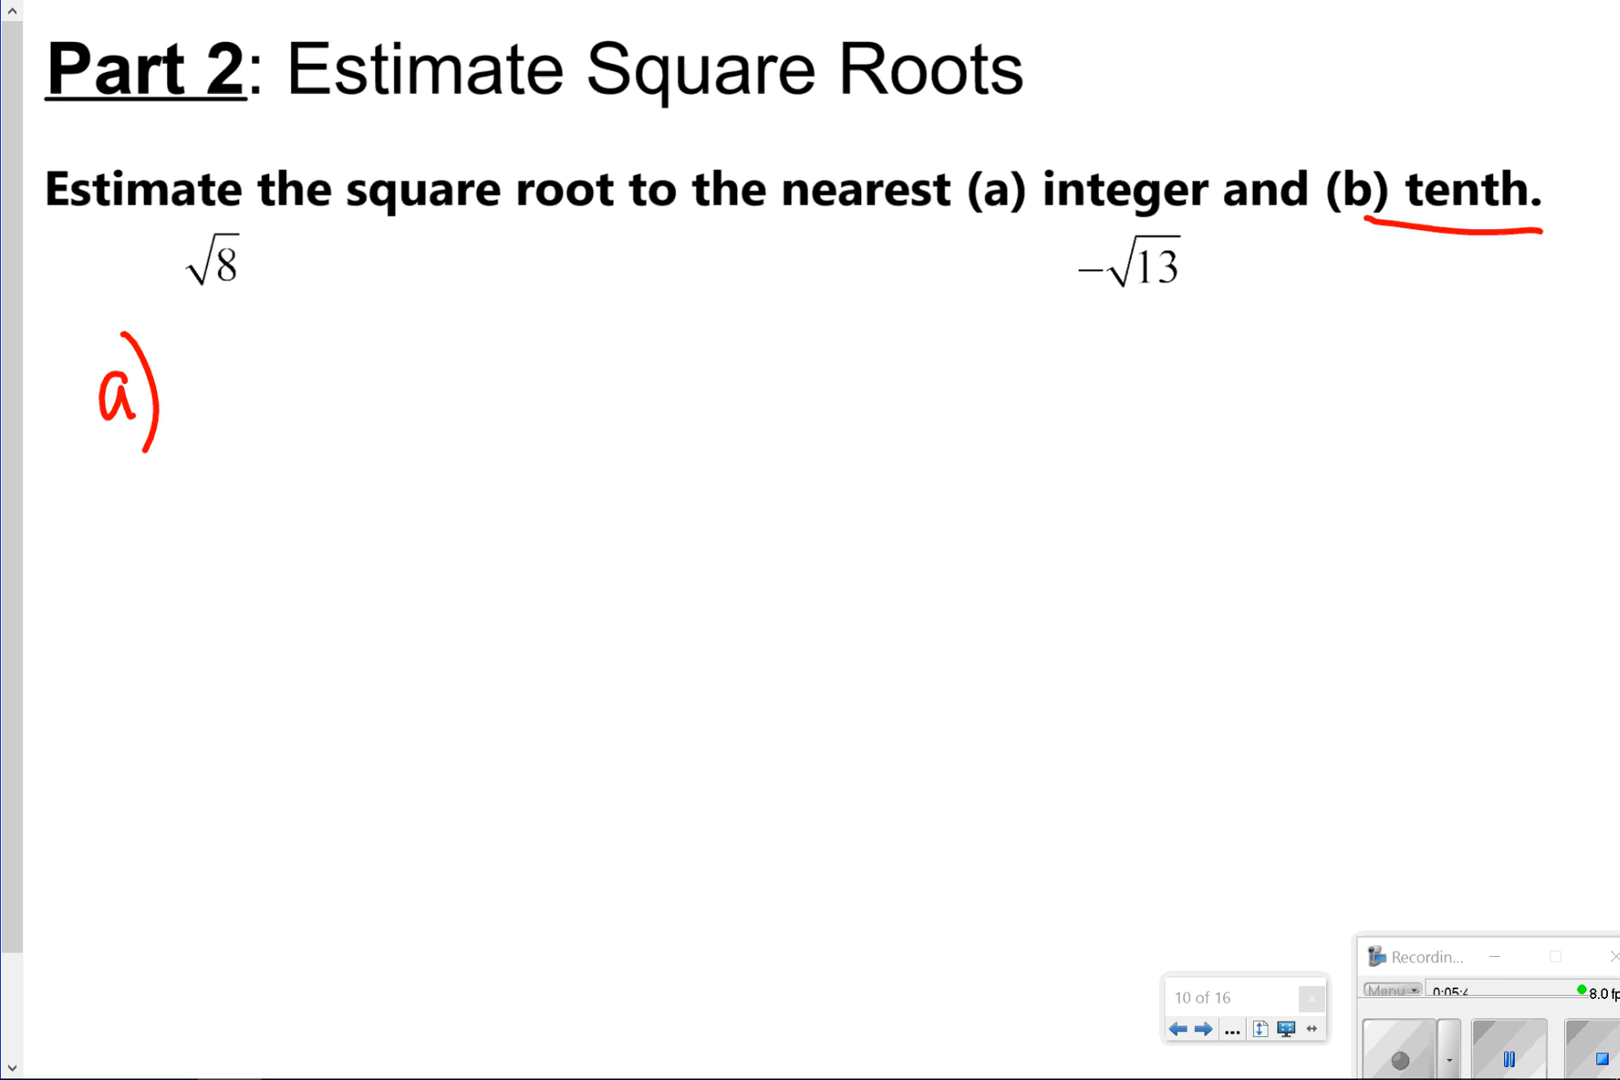 Part 2: Estimate Square Roots
Estimate the square root to the nearest (a) integer and (b) tenth.
√8
−√13
a)
10 of 16
...
Recordin...
Menu
8.0